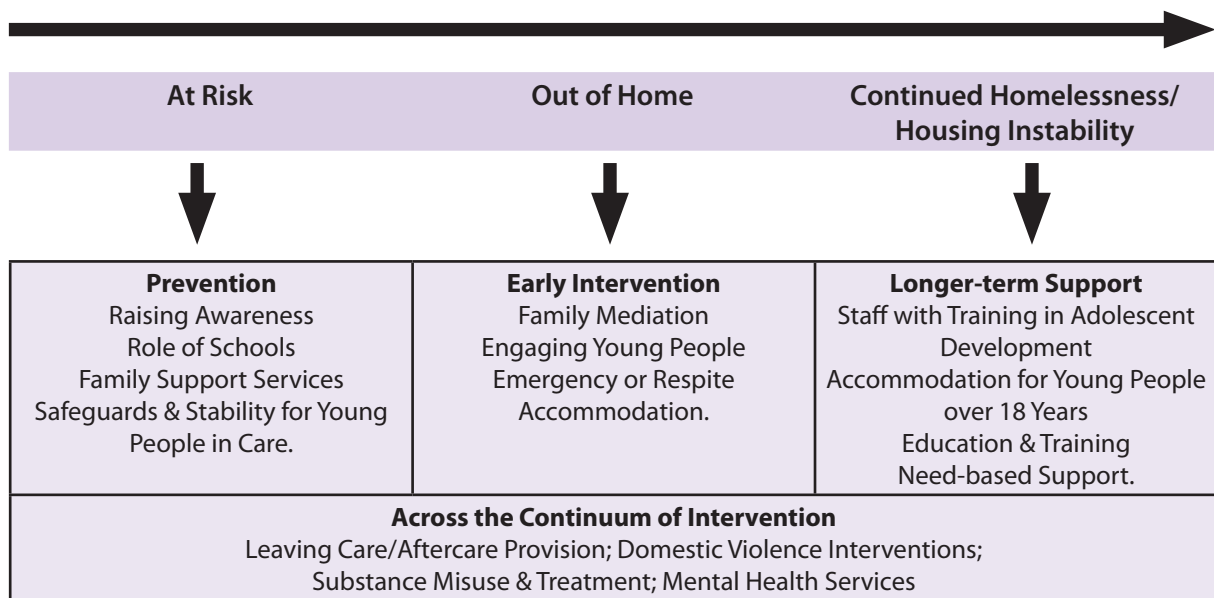 At Risk
Out of Home
Continued Homelessness/
Housing Instability
Prevention
Raising Awareness
Role of Schools
Family Support Services
Safeguards & Stability for Young
People in Care.
Early Intervention
Family Mediation
Engaging Young People
Emergency or Respite
Accommodation.
Longer-term Support
Staff with Training in Adolescent
Development
Accommodation for Young People
over 18 Years
Education & Training
Need-based Support.
Across the Continuum of Intervention
Leaving Care/Aftercare Provision; Domestic Violence Interventions;
Substance Misuse & Treatment; Mental Health Services